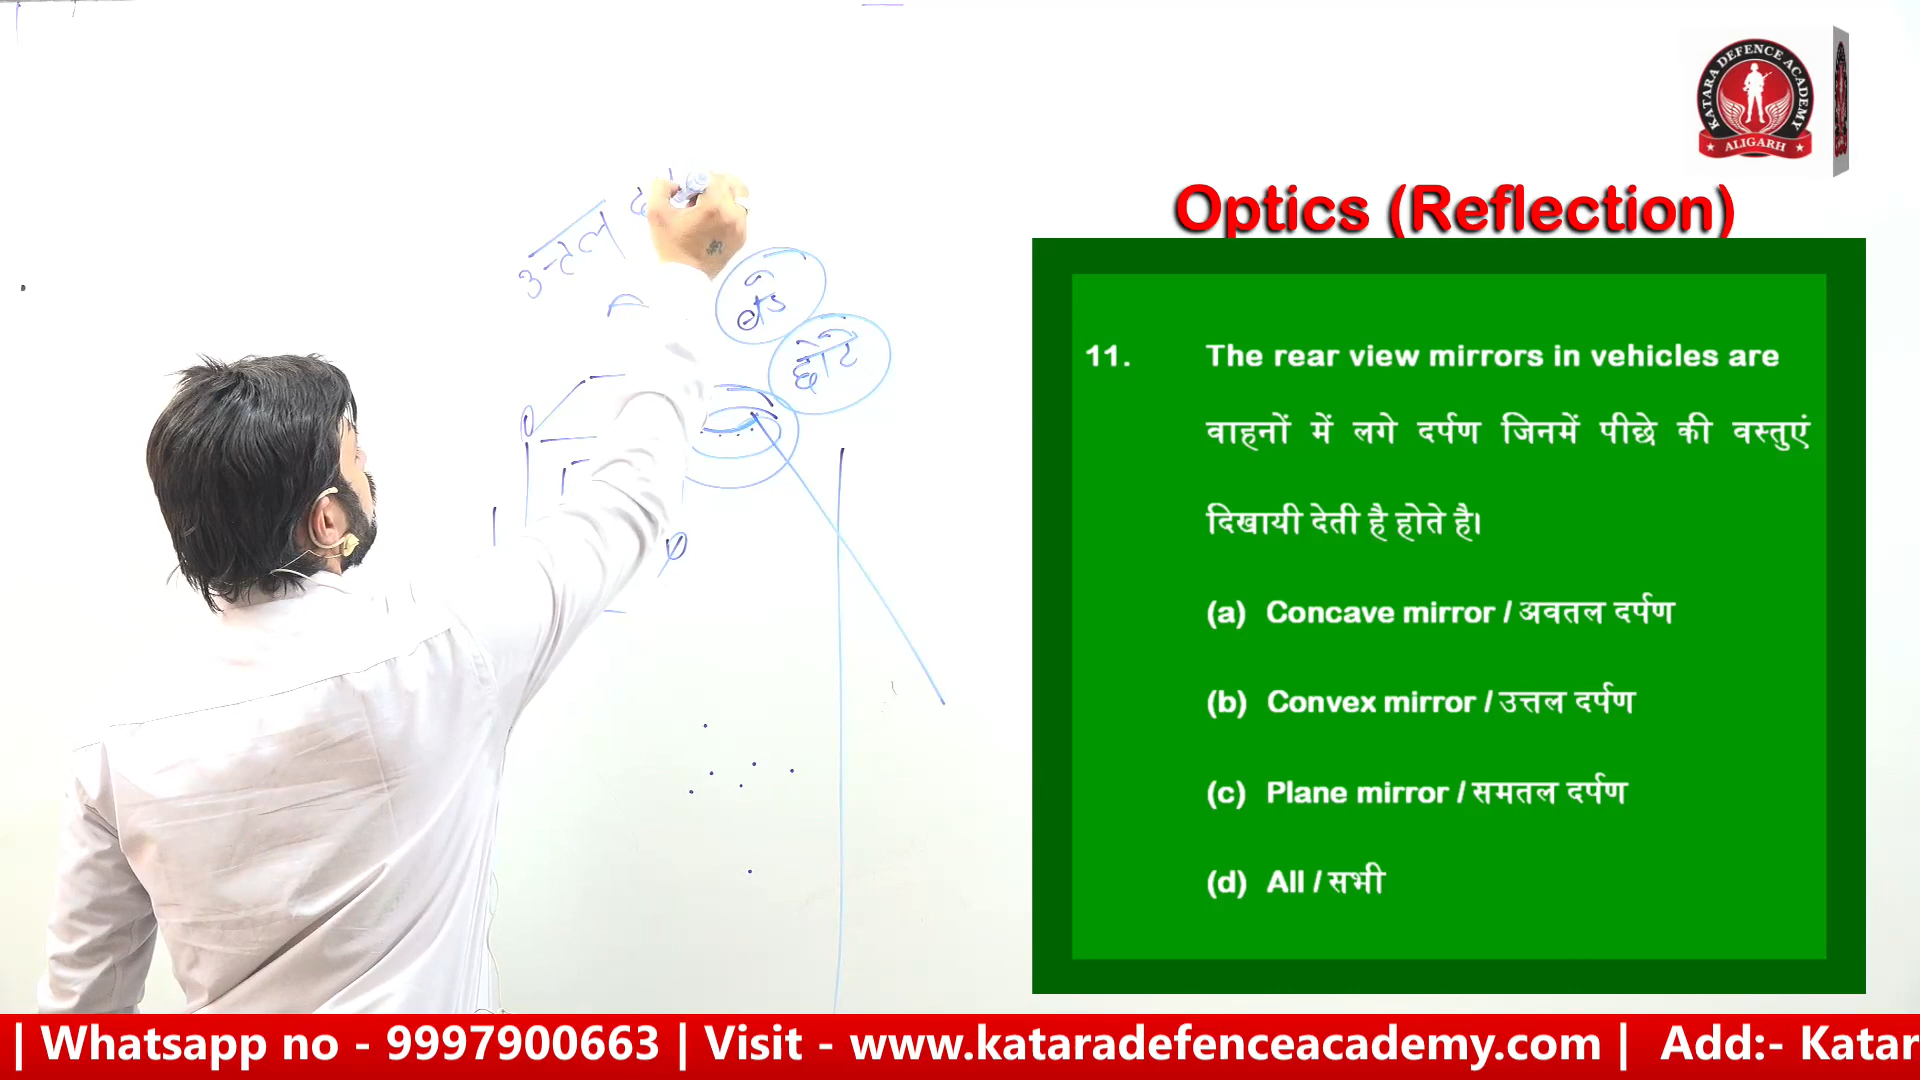 KATARA DEFENCE ACADEMY
ALIGARH
Optics (Reflection)
11. The rear view mirrors in vehicles are
वाहनों में लगे दर्पण जिनमें पीछे की वस्तुएं
दिखायी देती है होते है।
(a) Concave mirror / अवतल दर्पण
(b) Convex mirror / उत्तल दर्पण
(c) Plane mirror / समतल दर्पण
(d) All / सभी
उत्तल
बड़े
छोटे
| Whatsapp no - 9997900663 | Visit - www.kataradefenceacademy.com | Add:- Katar